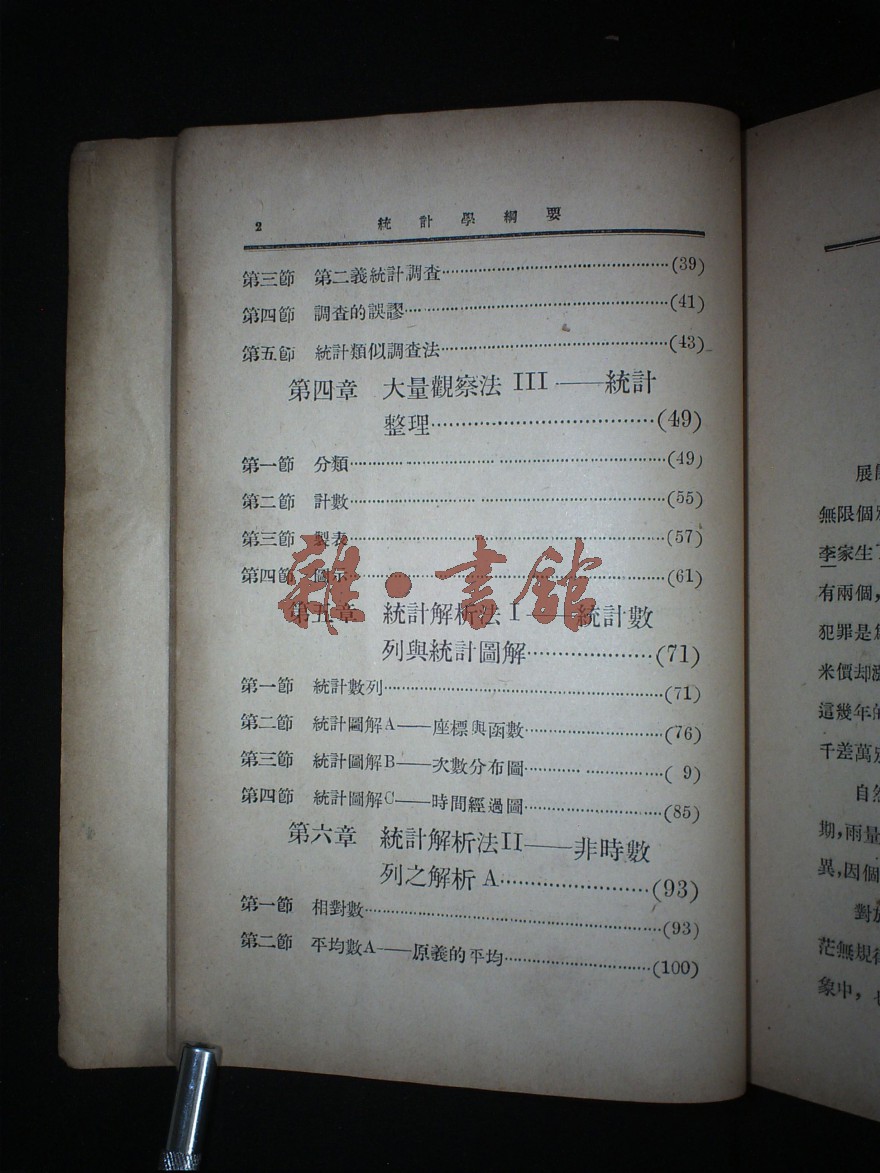 2 統計學綱要
第三節 第二義統計調查……(39)
第四節 調查的誤謬……(41)
第五節 統計類似調查法……(43)
第四章 大量觀察法 III——統計
整理……(49)
第一節 分類……(49)
第二節 計數……(55)
第三節 製表……(57)
第四節 圖示……(61)
第五章 統計解析法 I——統計數
列與統計圖解……(71)
第一節 統計數列……(71)
第二節 統計圖解A——座標與函數……(76)
第三節 統計圖解B——次數分布圖……( 9)
第四節 統計圖解C——時間經過圖……(85)
第六章 統計解析法II——非時數
列之解析 A……(93)
第一節 相對數……(93)
第二節 平均數A——原義的平均……(100)
雜·書館
無限個
李家生
有兩個,
犯罪是
米價却
這幾年的
千差萬
自然
期,雨量
異,因個
對於
茫無規律
象中,